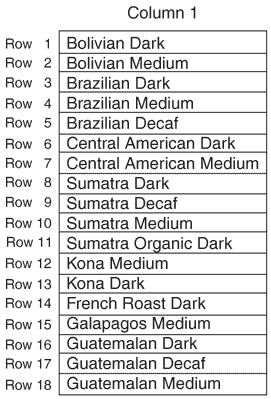 Column 1
Row 1 Bolivian Dark
Row 2 Bolivian Medium
Row 3 Brazilian Dark
Row 4 Brazilian Medium
Row 5 Brazilian Decaf
Row 6 Central American Dark
Row 7 Central American Medium
Row 8 Sumatra Dark
Row 9 Sumatra Decaf
Row 10 Sumatra Medium
Row 11 Sumatra Organic Dark
Row 12 Kona Medium
Row 13 Kona Dark
Row 14 French Roast Dark
Row 15 Galapagos Medium
Row 16 Guatemalan Dark
Row 17 Guatemalan Decaf
Row 18 Guatemalan Medium